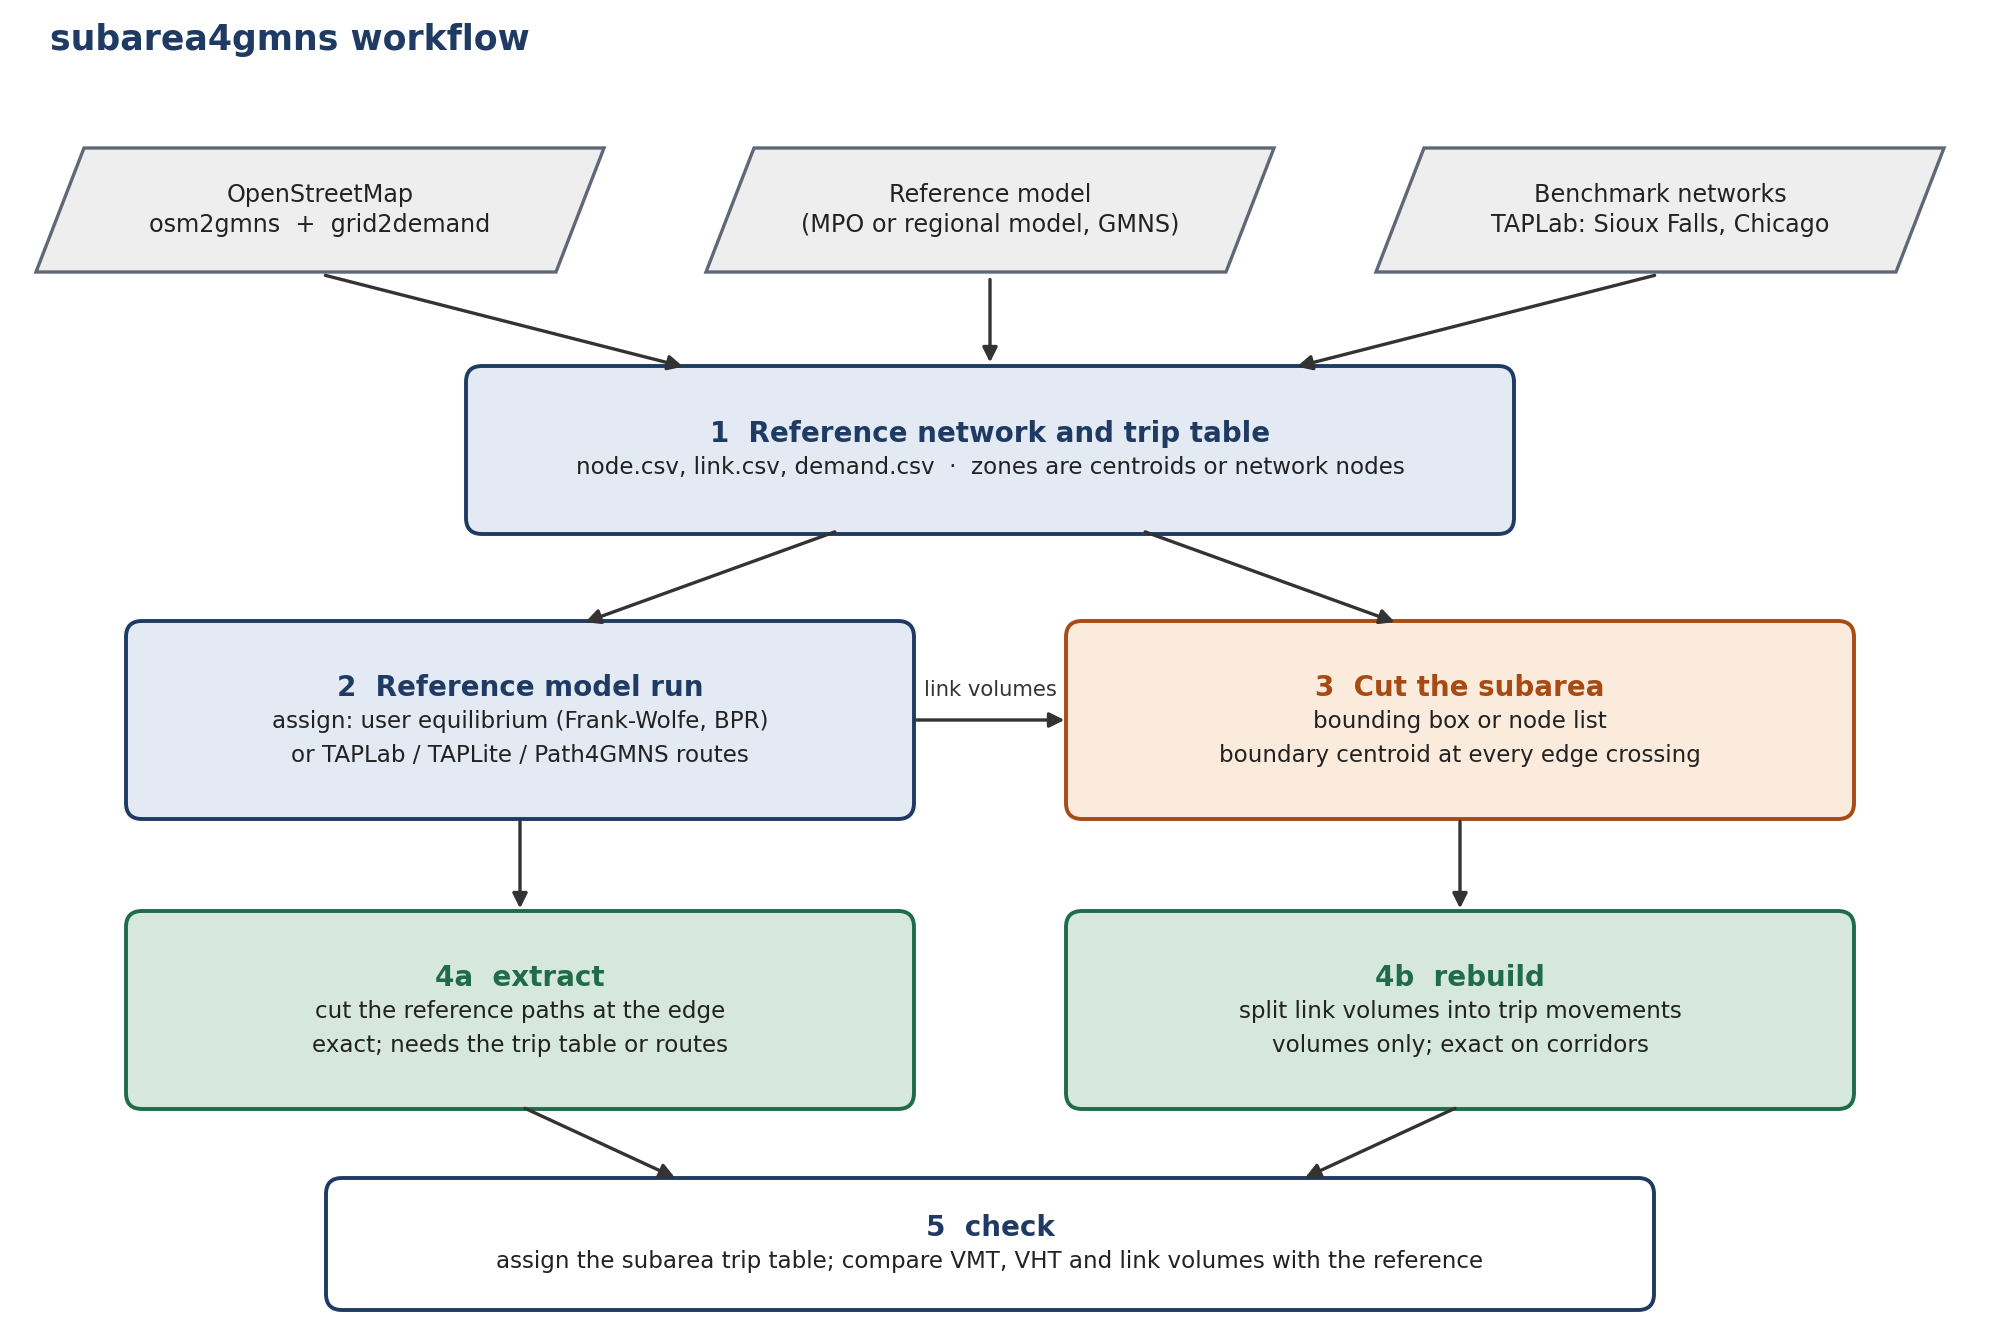 subarea4gmns workflow
OpenStreetMap
osm2gmns + grid2demand
Reference model
(MPO or regional model, GMNS)
Benchmark networks
TAPLab: Sioux Falls, Chicago
1 Reference network and trip table
node.csv, link.csv, demand.csv · zones are centroids or network nodes
2 Reference model run
assign: user equilibrium (Frank-Wolfe, BPR)
or TAPLab / TAPLite / Path4GMNS routes
link volumes
3 Cut the subarea
bounding box or node list
boundary centroid at every edge crossing
4a extract
cut the reference paths at the edge
exact; needs the trip table or routes
4b rebuild
split link volumes into trip movements
volumes only; exact on corridors
5 check
assign the subarea trip table; compare VMT, VHT and link volumes with the reference